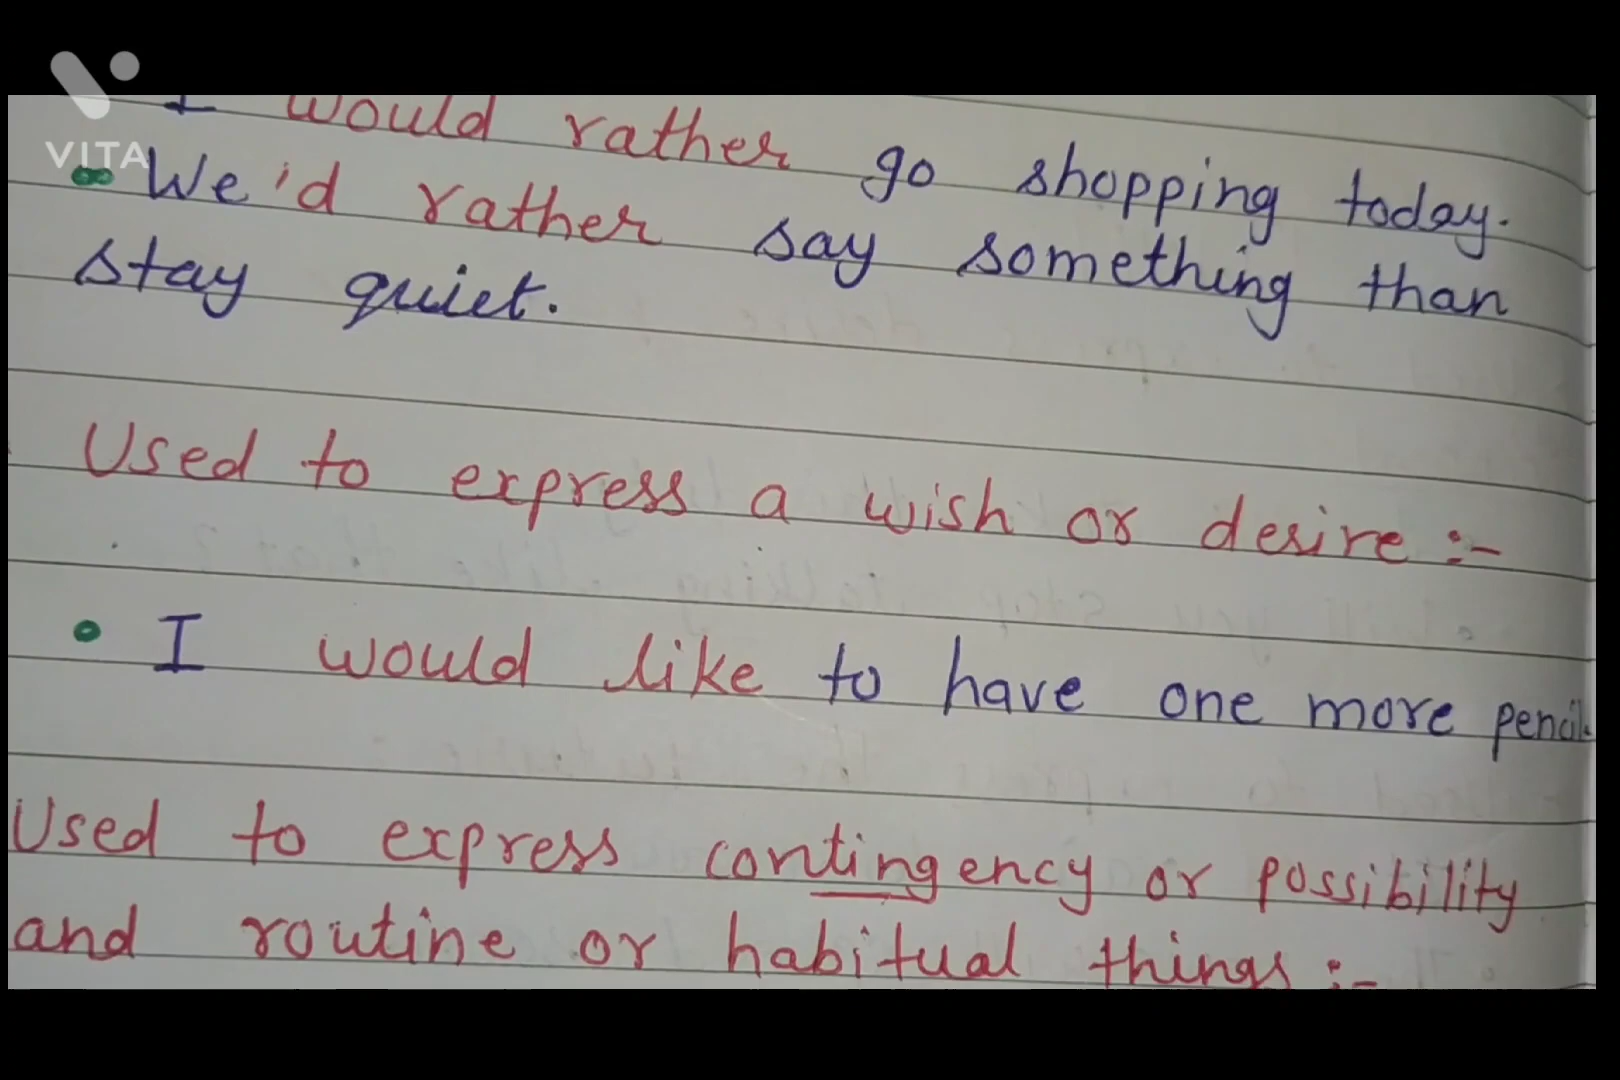 VITA
I would rather go shopping today.
We'd rather say something than
stay quiet.
Used to express a wish or desire :-
I would like to have one more pencil.
Used to express contingency or possibility
and routine or habitual things :-